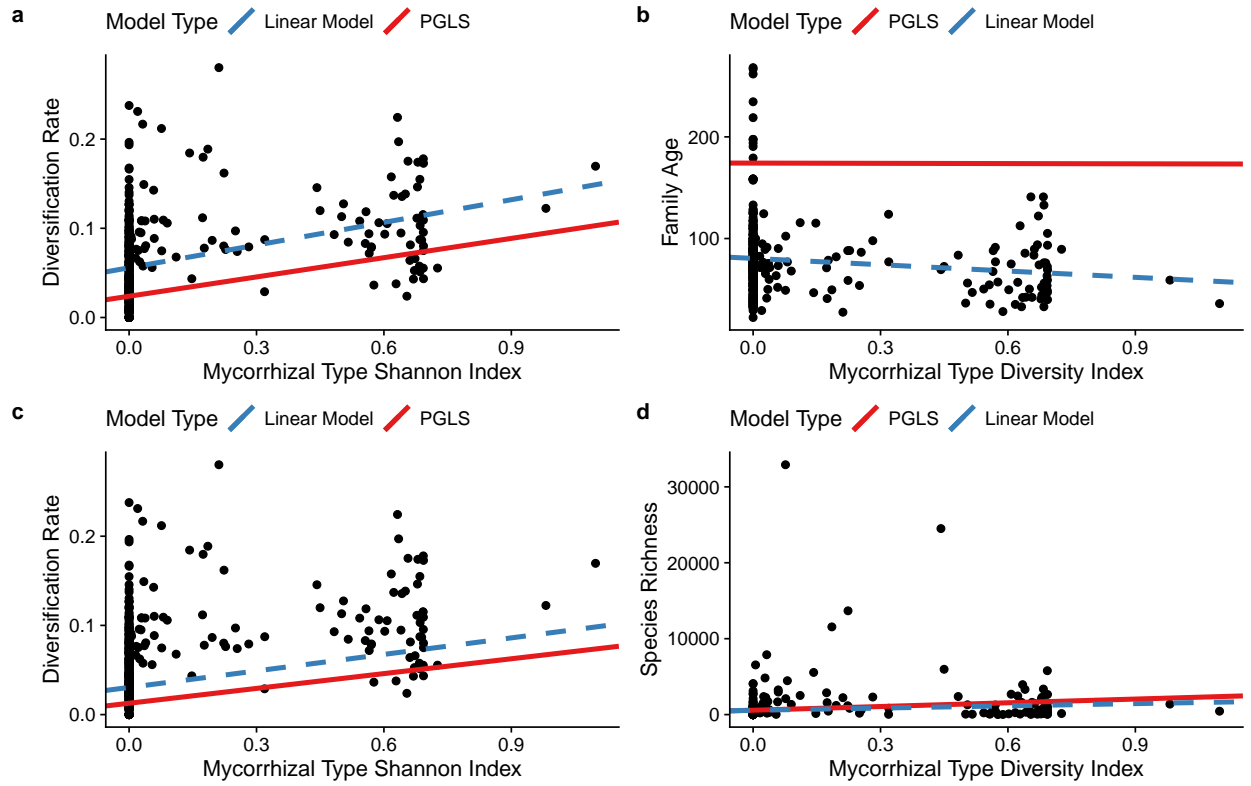 a
Model Type Linear Model PGLS
Diversification Rate
0.2
0.1
0.0
0.0 0.3 0.6 0.9
Mycorrhizal Type Shannon Index
b
Model Type PGLS Linear Model
Family Age
200
100
0.0 0.3 0.6 0.9
Mycorrhizal Type Diversity Index
c
Model Type Linear Model PGLS
Diversification Rate
0.2
0.1
0.0
0.0 0.3 0.6 0.9
Mycorrhizal Type Shannon Index
d
Model Type PGLS Linear Model
Species Richness
30000
20000
10000
0
0.0 0.3 0.6 0.9
Mycorrhizal Type Diversity Index